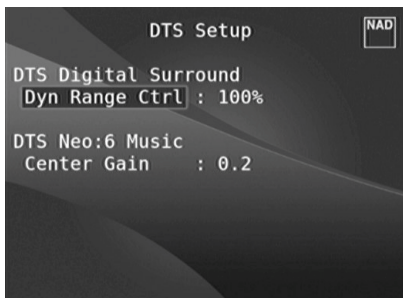 DTS Setup
NAD
DTS Digital Surround
Dyn Range Ctrl : 100%
DTS Neo:6 Music
Center Gain : 0.2